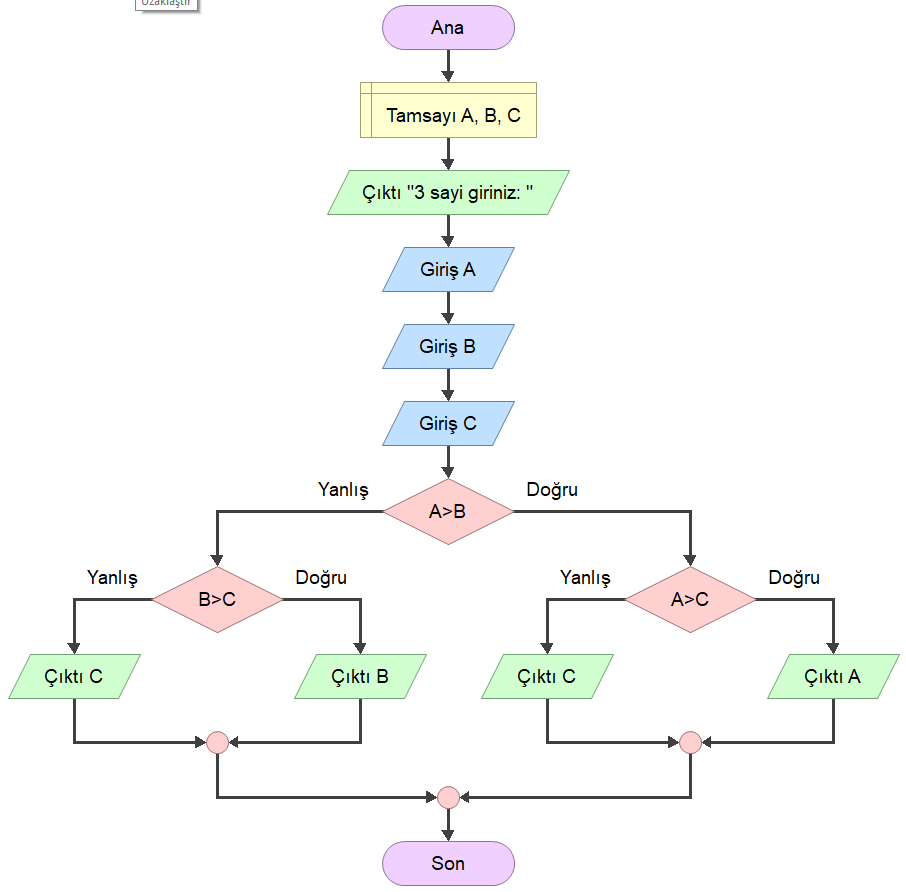 Uzaklaştır
Ana
Tamsayı A, B, C
Çıktı "3 sayi giriniz: "
Giriş A
Giriş B
Giriş C
Yanlış
A>B
Doğru
Yanlış
B>C
Doğru
Yanlış
A>C
Doğru
Çıktı C
Çıktı B
Çıktı C
Çıktı A
Son